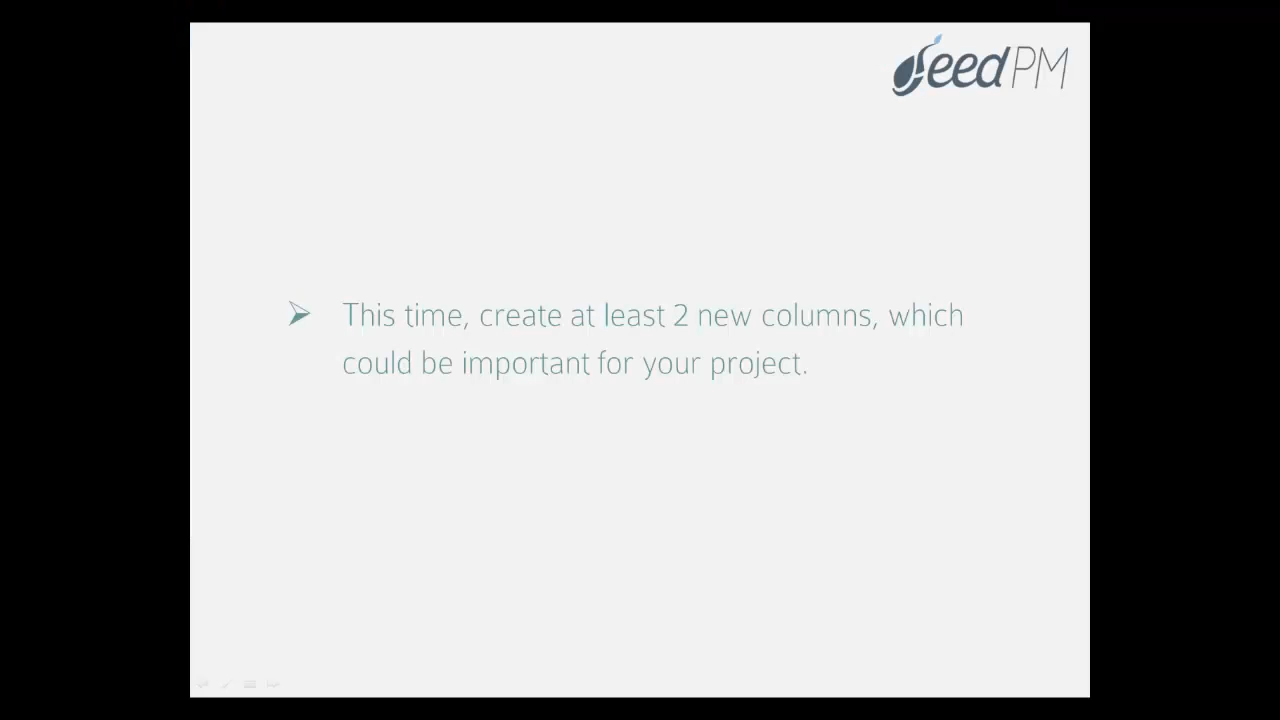 SeedPM
This time, create at least 2 new columns, which
could be important for your project.